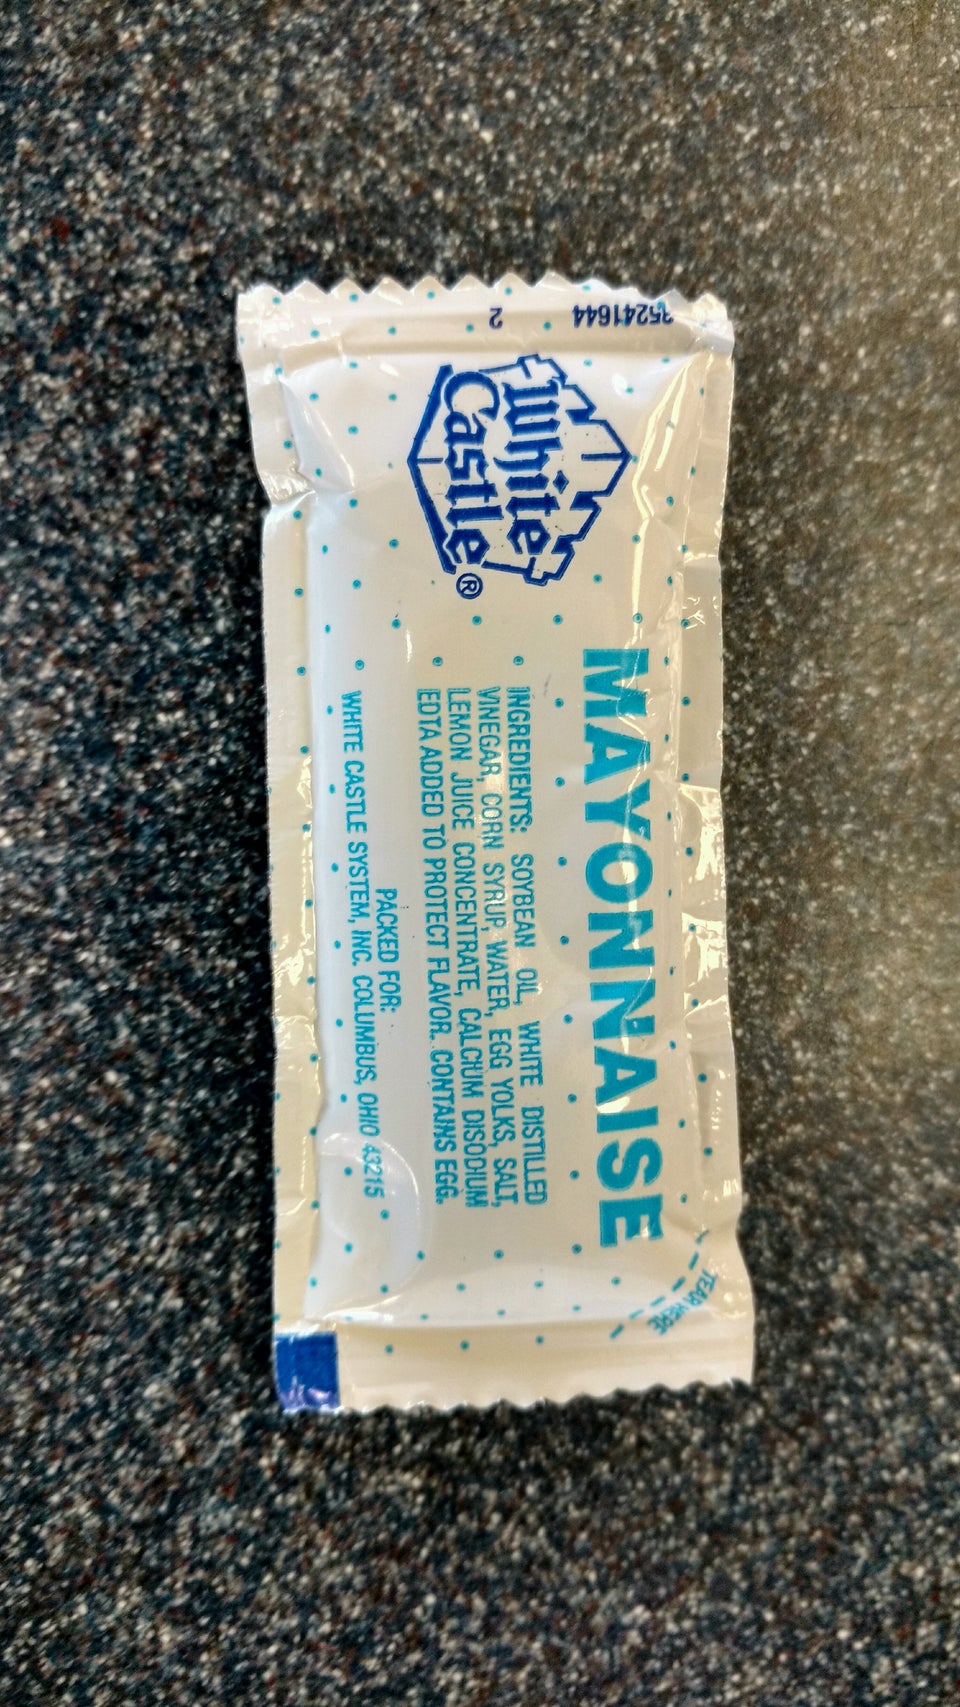 White
Castle®
MAYONNAISE
INGREDIENTS: SOYBEAN OIL, WHITE DISTILLED
VINEGAR, CORN SYRUP, WATER, EGG YOLKS, SALT,
LEMON JUICE CONCENTRATE, CALCIUM DISODIUM
EDTA ADDED TO PROTECT FLAVOR. CONTAINS EGG.
PACKED FOR:
WHITE CASTLE SYSTEM, INC. COLUMBUS, OHIO 43215
TEAR HERE
2